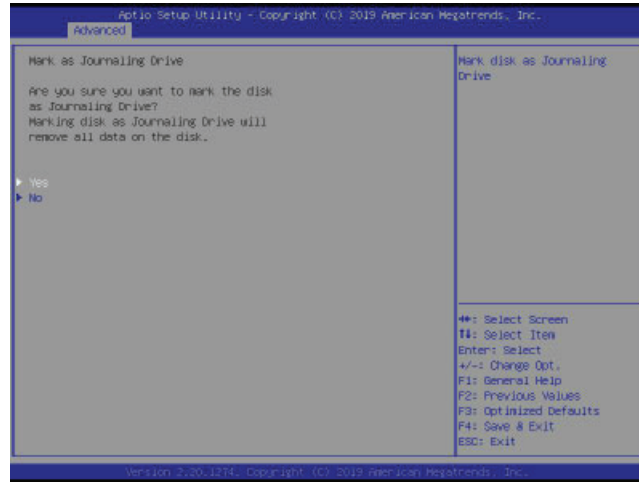 Aptio Setup Utility - Copyright (C) 2019 American Megatrends, Inc.
Advanced
Mark as Journaling Drive
Are you sure you want to mark the disk
as Journaling Drive?
Marking disk as Journaling Drive will
remove all data on the disk.
Yes
No
Mark disk as Journaling
Drive
→←: Select Screen
↑↓: Select Item
Enter: Select
+/-: Change Opt.
F1: General Help
F2: Previous Values
F3: Optimized Defaults
F4: Save & Exit
ESC: Exit
Version 2.20.1274. Copyright (C) 2019 American Megatrends, Inc.